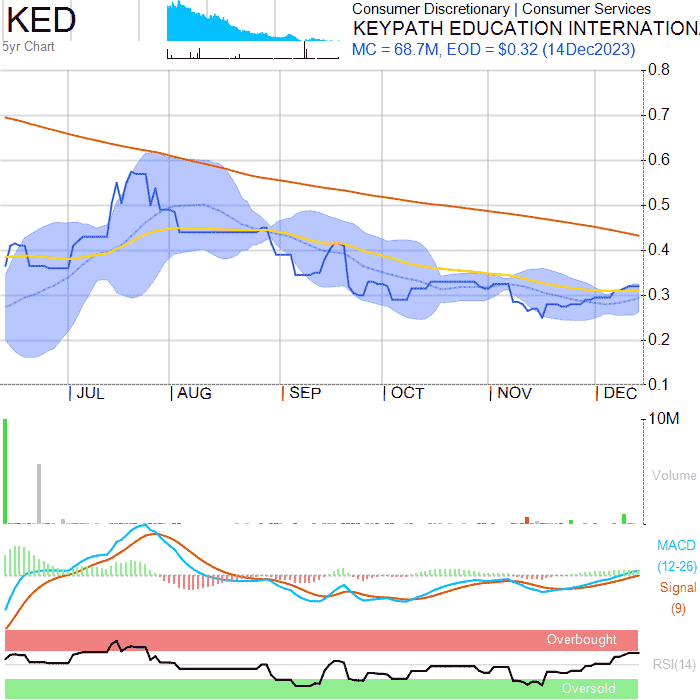 KED
5yr Chart
Consumer Discretionary | Consumer Services
KEYPATH EDUCATION INTERNATION
MC = 68.7M, EOD = $0.32 (14Dec2023)
0.8
0.7
0.6
0.5
0.4
0.3
0.2
0.1
JUL AUG SEP OCT NOV DEC
10M
Volume
MACD
(12-26)
Signal
(9)
Overbought
RSI(14)
Oversold